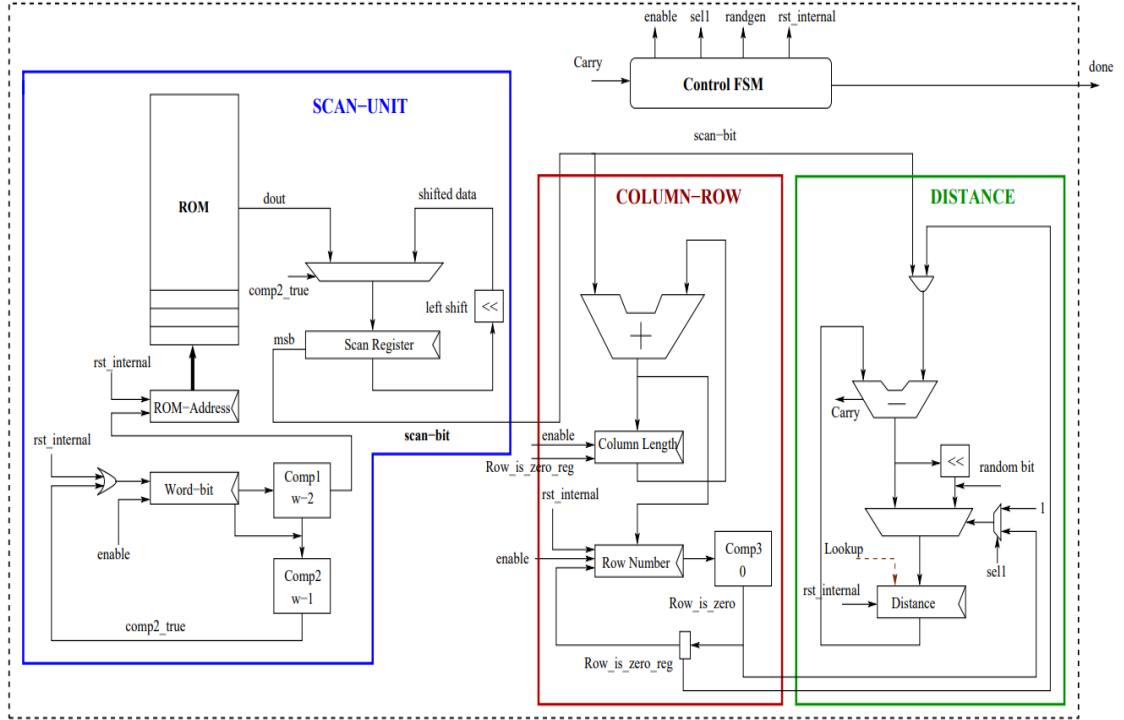 enable sel1 randgen rst_internal
Carry
Control FSM
done
SCAN−UNIT
scan−bit
ROM
dout
shifted data
COLUMN−ROW
DISTANCE
comp2_true
left shift
<<
msb
Scan Register
+
rst_internal
ROM−Address
−
Carry
scan−bit
enable
Column Length
Row_is_zero_reg
<<
random bit
rst_internal
Word−bit
Comp1
w−2
rst_internal
1
enable
Comp2
w−1
enable
Row Number
Comp3
0
Lookup
sel1
rst_internal
Distance
Row_is_zero
comp2_true
Row_is_zero_reg